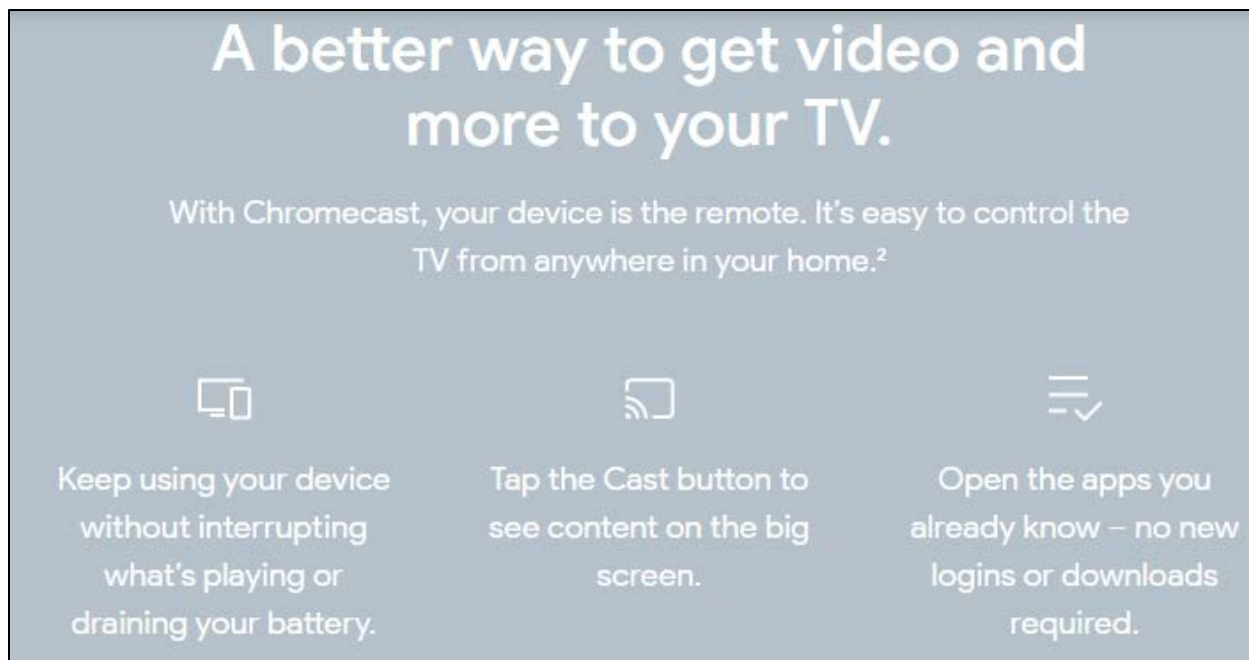 A better way to get video and
more to your TV.
With Chromecast, your device is the remote. It's easy to control the
TV from anywhere in your home.²
Keep using your device
without interrupting
what's playing or
draining your battery.
Tap the Cast button to
see content on the big
screen.
Open the apps you
already know – no new
logins or downloads
required.